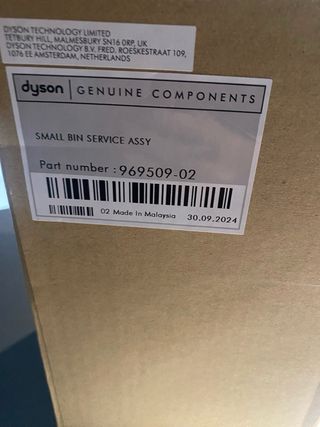 DYSON TECHNOLOGY LIMITED
TETBURY HILL, MALMESBURY SN16 0RP, UK
DYSON TECHNOLOGY B.V. FRED. ROESKESTRAAT 109,
1076 EE AMSTERDAM, NETHERLANDS
dyson | GENUINE COMPONENTS
SMALL BIN SERVICE ASSY
Part number : 969509-02
02 Made In Malaysia 30.09.2024